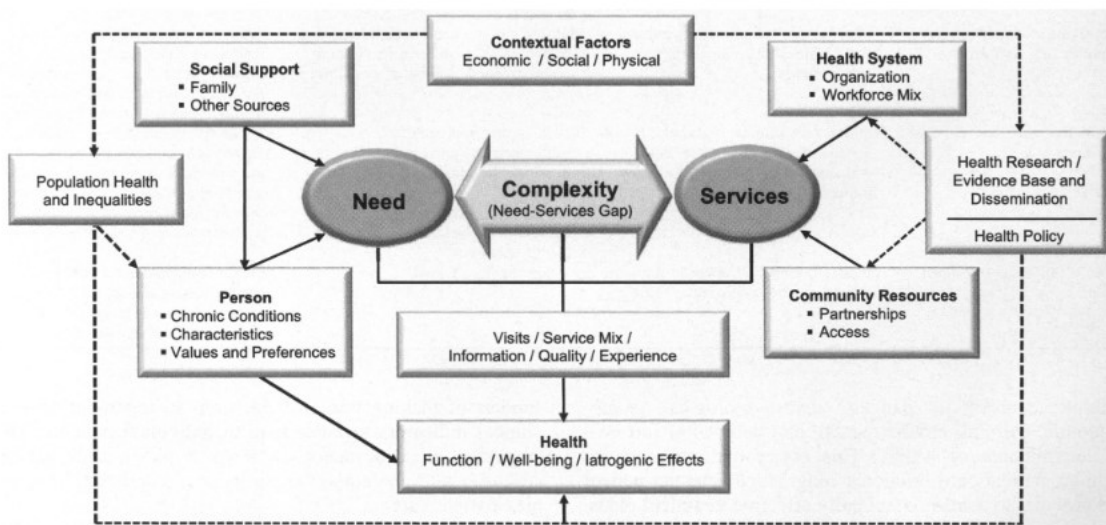 Contextual Factors
Economic / Social / Physical
Social Support
▪ Family
▪ Other Sources
Health System
▪ Organization
▪ Workforce Mix
Population Health
and Inequalities
Need
Complexity
(Need-Services Gap)
Services
Health Research /
Evidence Base and
Dissemination
Health Policy
Person
▪ Chronic Conditions
▪ Characteristics
▪ Values and Preferences
Visits / Service Mix /
Information / Quality / Experience
Community Resources
▪ Partnerships
▪ Access
Health
Function / Well-being / Iatrogenic Effects